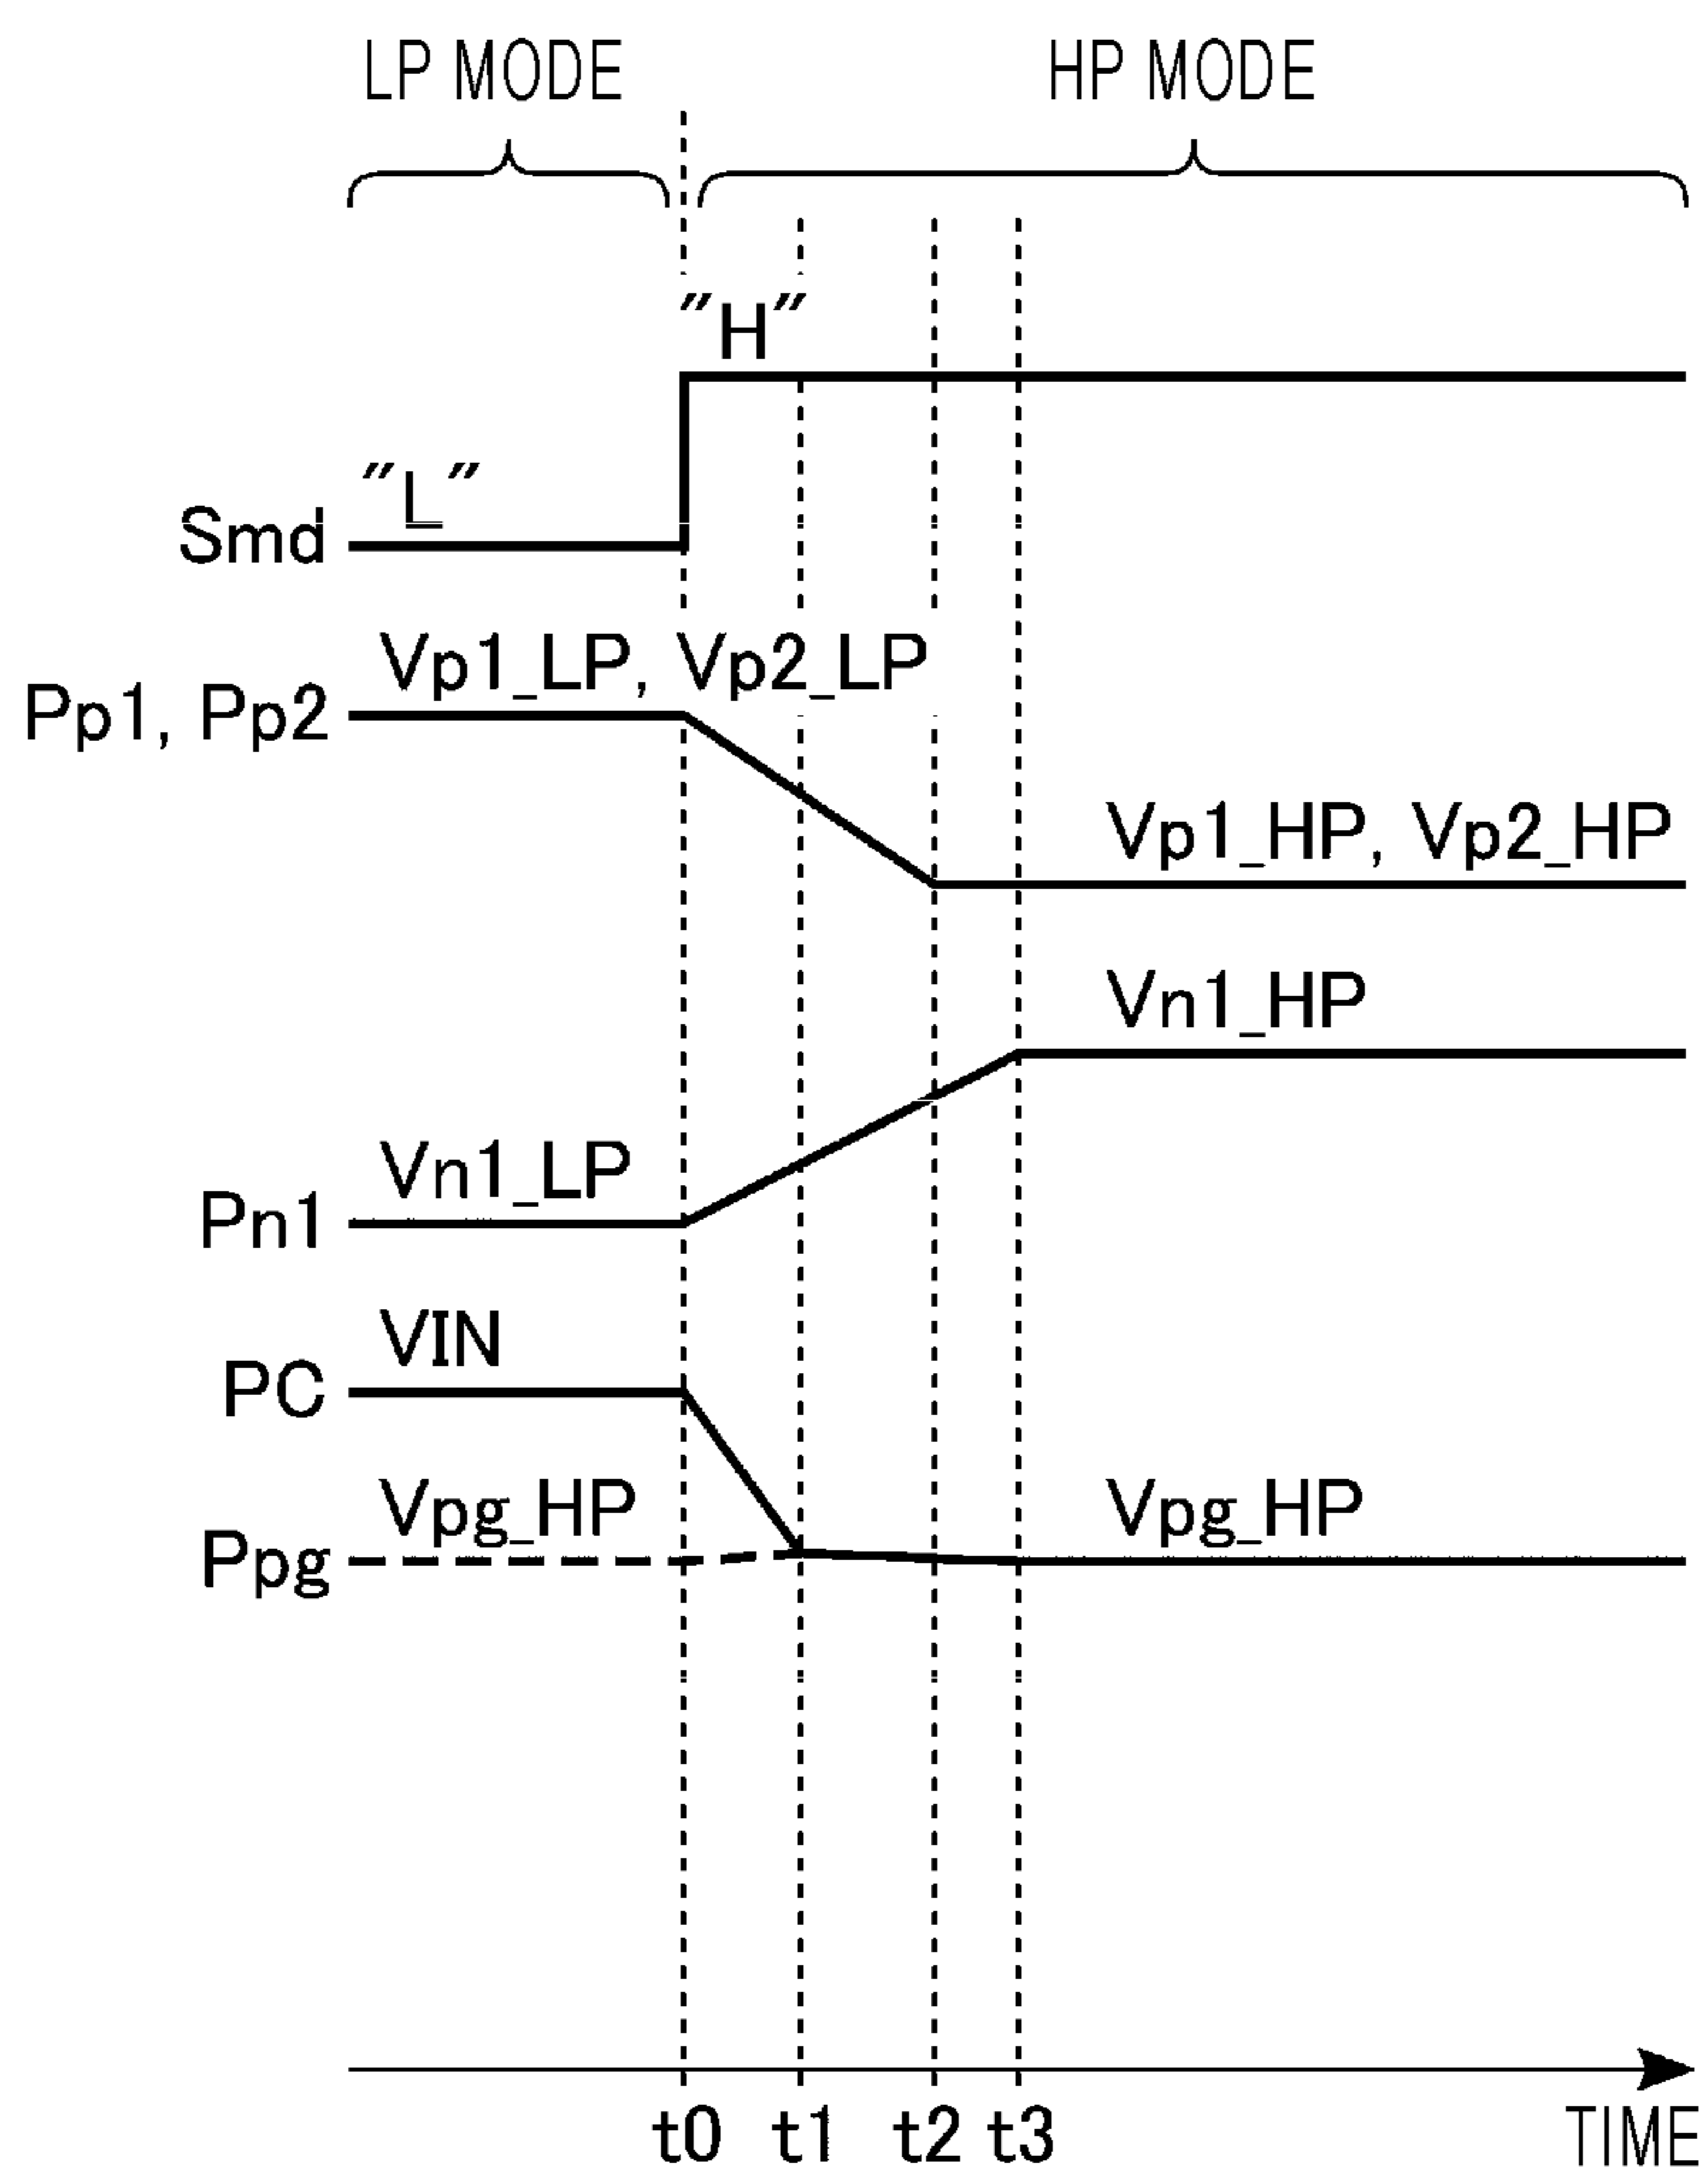 LP MODE HP MODE
"H"
"L"
Smd
Vp1_LP, Vp2_LP
Pp1, Pp2
Vp1_HP, Vp2_HP
Vn1_HP
Vn1_LP
Pn1
VIN
PC
Vpg_HP Vpg_HP
Ppg
t0 t1 t2 t3
TIME